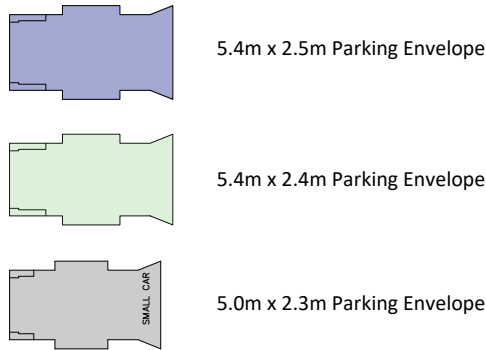 5.4m x 2.5m Parking Envelope
5.4m x 2.4m Parking Envelope
SMALL CAR
5.0m x 2.3m Parking Envelope